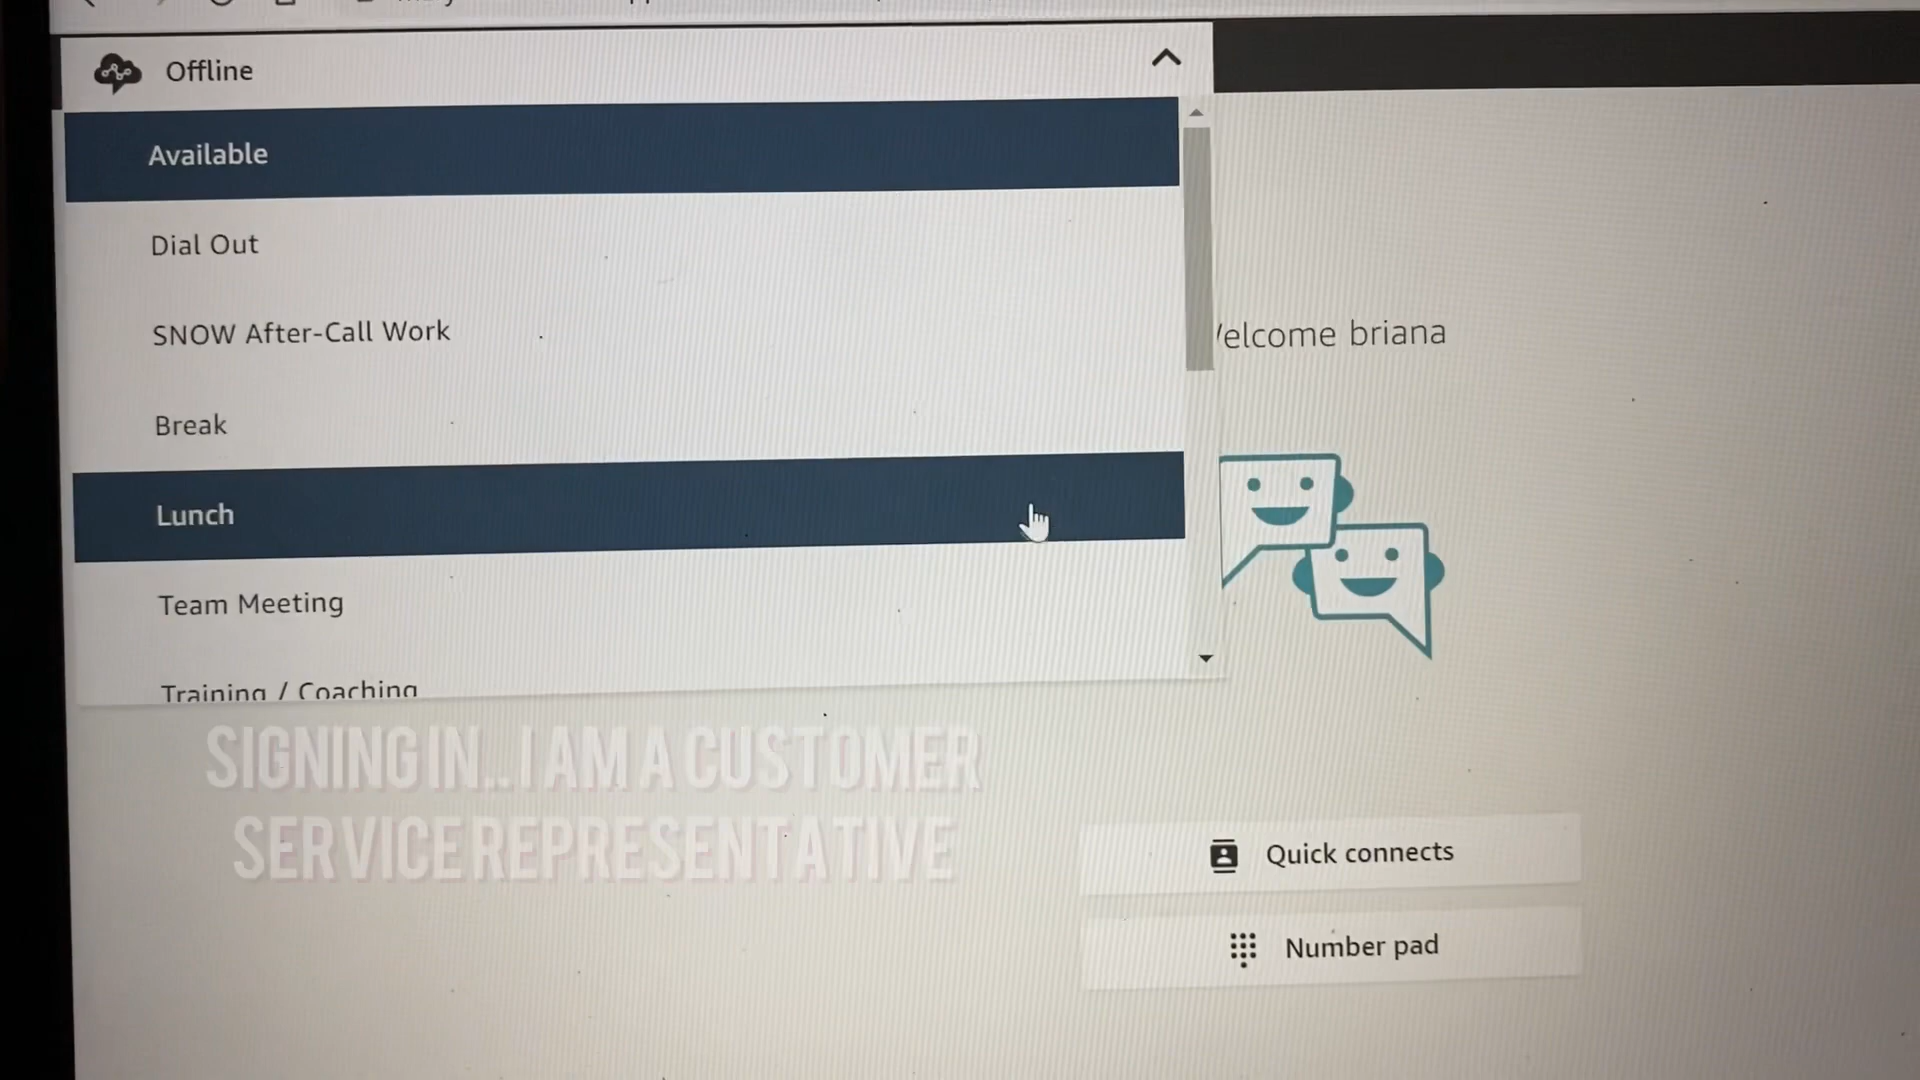 Offline
Available
Dial Out
SNOW After-Call Work
Break
Lunch
Team Meeting
Training / Coaching
elcome briana
SIGNING IN.. I AM A CUSTOMER
SERVICE REPRESENTATIVE
Quick connects
Number pad